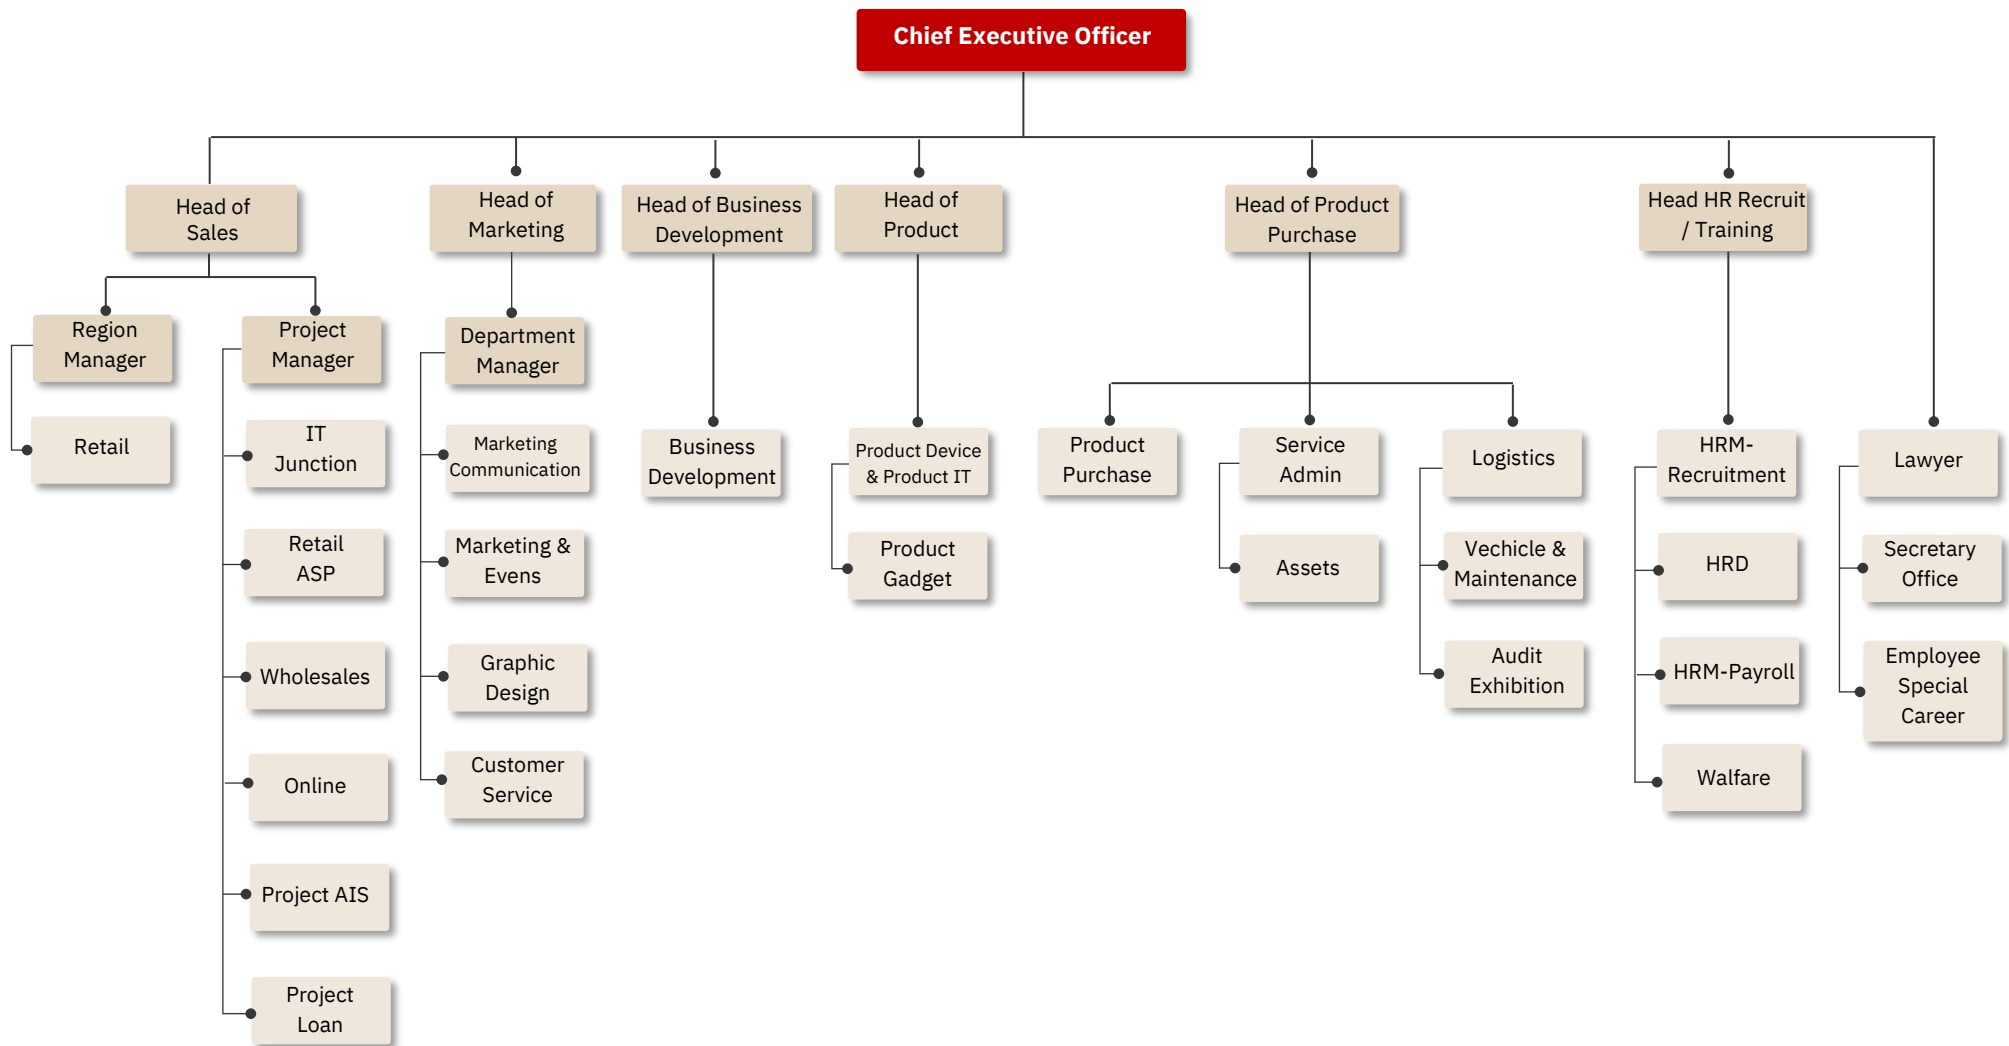 Chief Executive Officer
Head of
Sales
Head of
Marketing
Head of Business
Development
Head of
Product
Head of Product
Purchase
Head HR Recruit
/ Training
Region
Manager
Project
Manager
Department
Manager
Retail
IT
Junction
Retail
ASP
Wholesales
Online
Project AIS
Project
Loan
Marketing
Communication
Marketing &
Evens
Graphic
Design
Customer
Service
Business
Development
Product Device
& Product IT
Product
Gadget
Product
Purchase
Service
Admin
Assets
Logistics
Vechicle &
Maintenance
Audit
Exhibition
HRM-
Recruitment
HRD
HRM-Payroll
Walfare
Lawyer
Secretary
Office
Employee
Special
Career